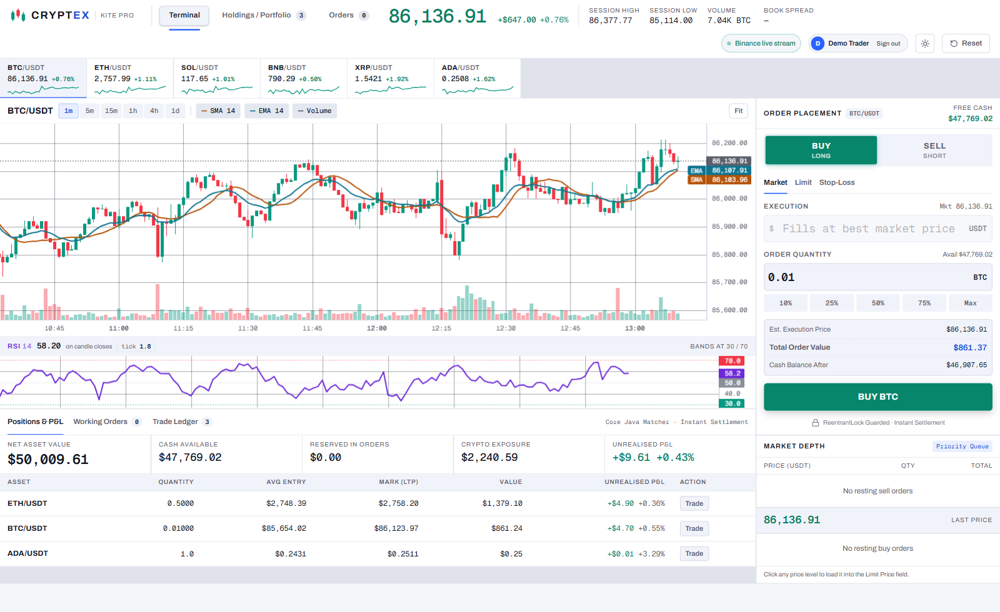 CRYPTEX KITE PRO
Terminal
Holdings / Portfolio 3
Orders 0
86,136.91 +$647.00 +0.76%
SESSION HIGH
86,377.77
SESSION LOW
85,114.00
VOLUME
7.04K BTC
BOOK SPREAD
—
Binance live stream
D Demo Trader Sign out
Reset
BTC/USDT
86,136.91 +0.76%
ETH/USDT
2,757.99 +1.11%
SOL/USDT
117.65 +1.01%
BNB/USDT
790.29 +0.50%
XRP/USDT
1.5421 +1.92%
ADA/USDT
0.2508 +1.62%
BTC/USDT 1m 5m 15m 1h 4h 1d SMA 14 EMA 14 Volume Fit
86,200.00
86,136.91
EMA 86,107.91
SMA 86,103.96
86,000.00
85,900.00
85,800.00
85,700.00
85,600.00
10:45 11:00 11:15 11:30 11:45 12:00 12:15 12:30 12:45 13:00
RSI 14 58.20 on candle closes tick 1.8 BANDS AT 30 / 70
70.0
58.2
50.0
40.0
30.0
Positions & P&L Working Orders 0 Trade Ledger 3 Core Java Matcher · Instant Settlement
NET ASSET VALUE
$50,009.61
CASH AVAILABLE
$47,769.02
RESERVED IN ORDERS
$0.00
CRYPTO EXPOSURE
$2,240.59
UNREALISED P&L
+$9.61 +0.43%
ASSET QUANTITY AVG ENTRY MARK (LTP) VALUE UNREALISED P&L ACTION
ETH/USDT 0.5000 $2,748.39 $2,758.20 $1,379.10 +$4.90 +0.36% Trade
BTC/USDT 0.01000 $85,654.02 $86,123.97 $861.24 +$4.70 +0.55% Trade
ADA/USDT 1.0 $0.2431 $0.2511 $0.25 +$0.01 +3.29% Trade
ORDER PLACEMENT BTC/USDT
FREE CASH
$47,769.02
BUY
LONG
SELL
SHORT
Market Limit Stop-Loss
EXECUTION Mkt 86,136.91
$ Fills at best market price USDT
ORDER QUANTITY Avail $47,769.02
0.01 BTC
10% 25% 50% 75% Max
Est. Execution Price $86,136.91
Total Order Value $861.37
Cash Balance After $46,907.65
BUY BTC
ReentrantLock Guarded · Instant Settlement
MARKET DEPTH Priority Queue
PRICE (USDT) QTY TOTAL
No resting sell orders
86,136.91 LAST PRICE
No resting buy orders
Click any price level to load it into the Limit Price field.